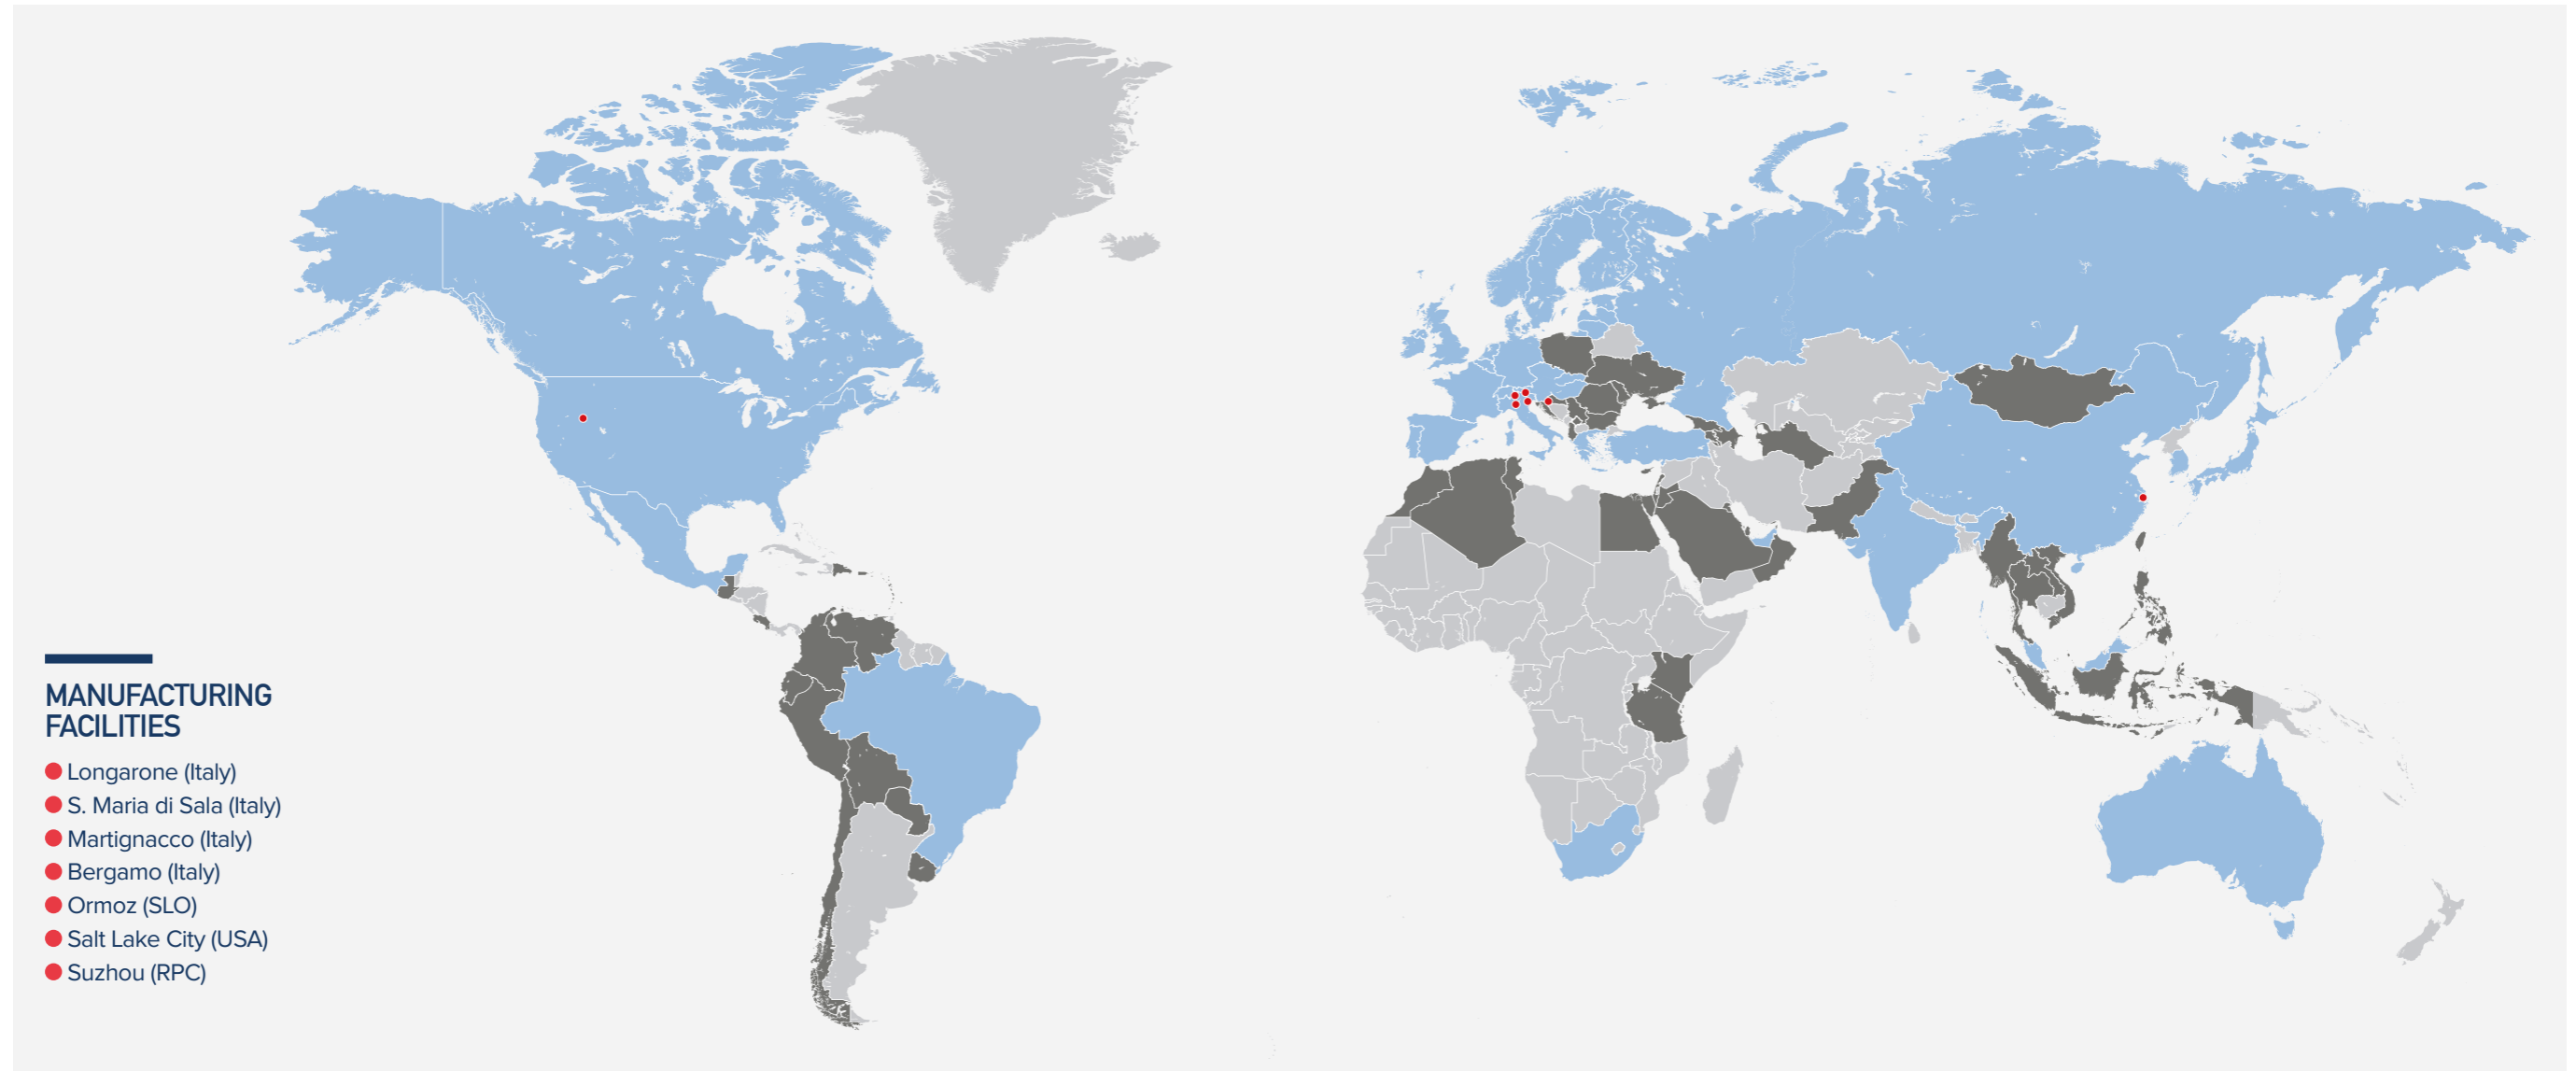 MANUFACTURING
FACILITIES
Longarone (Italy)
S. Maria di Sala (Italy)
Martignacco (Italy)
Bergamo (Italy)
Ormoz (SLO)
Salt Lake City (USA)
Suzhou (RPC)